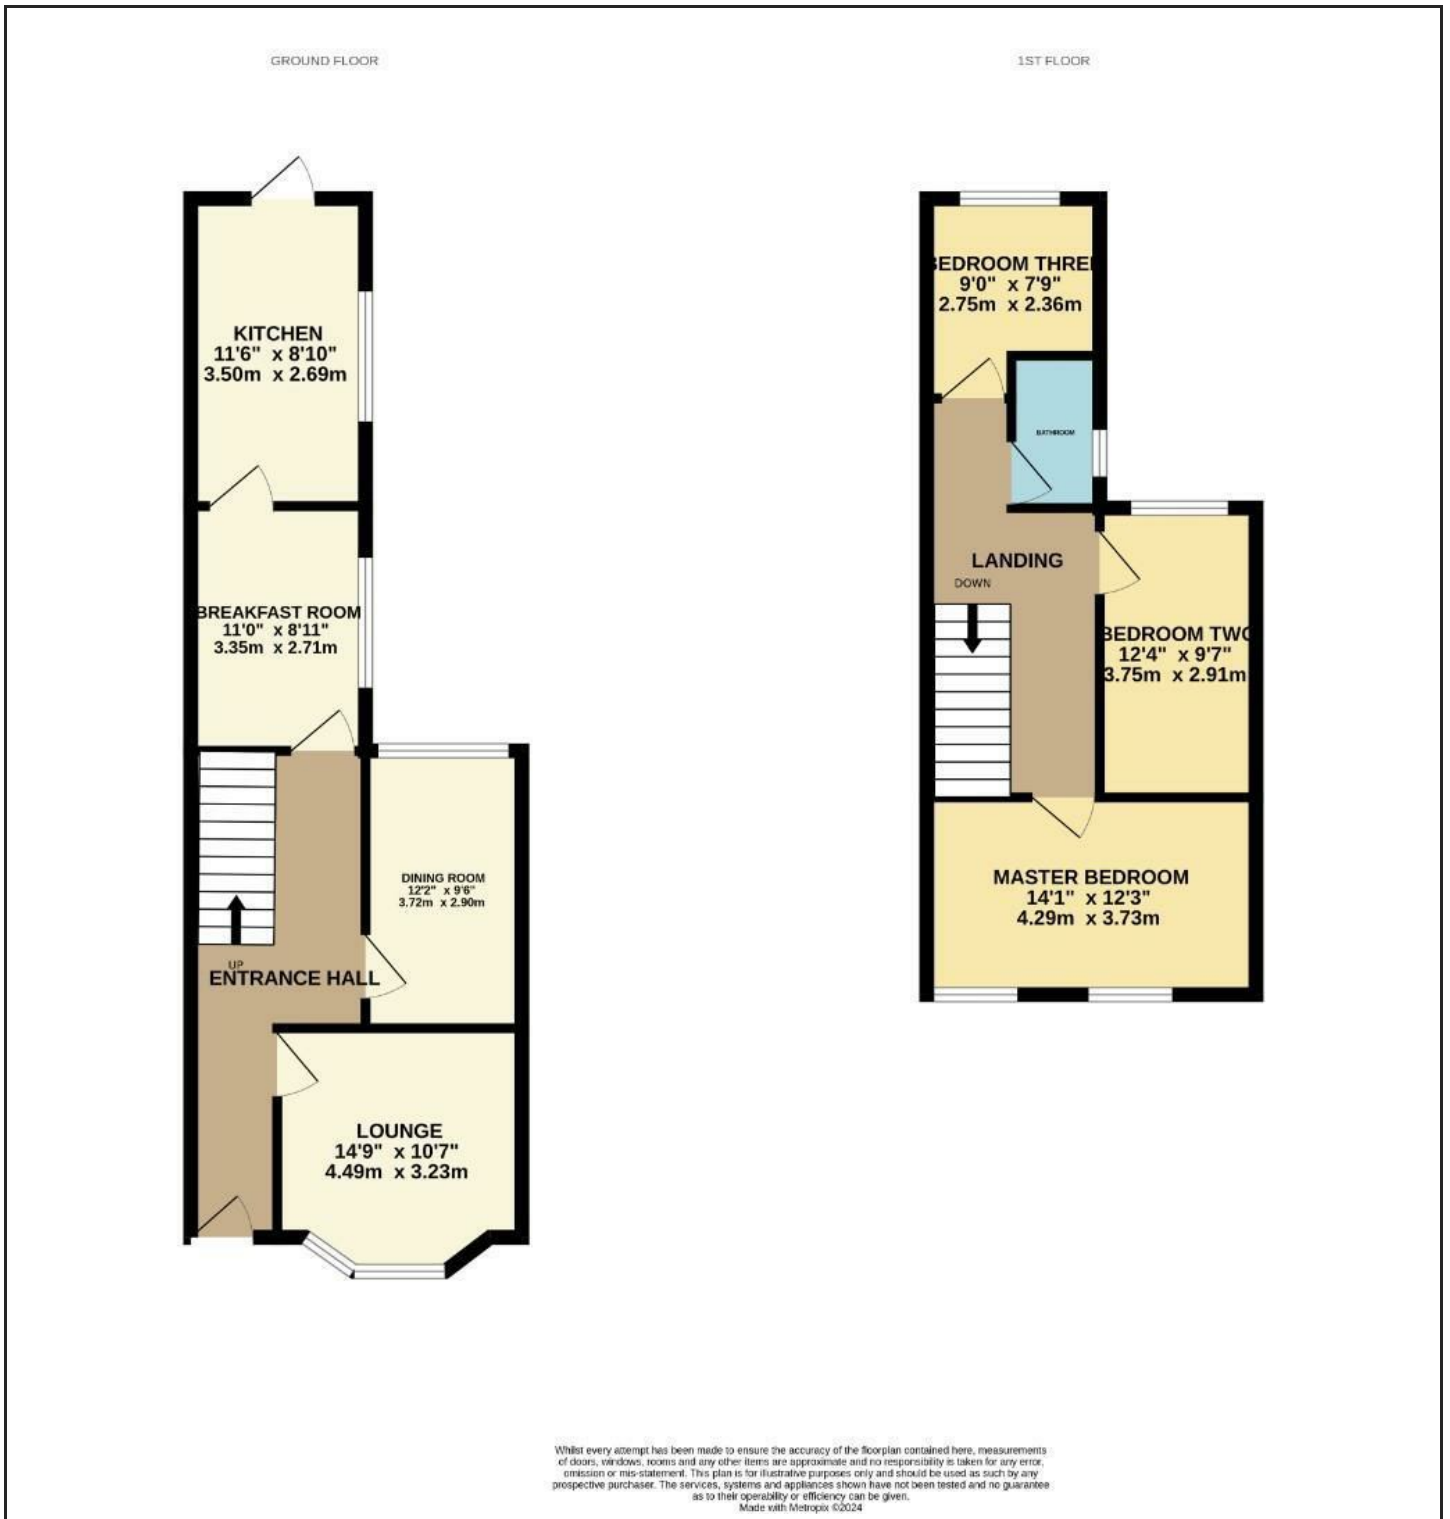 GROUND FLOOR
KITCHEN
11'6" x 8'10"
3.50m x 2.69m
BREAKFAST ROOM
11'0" x 8'11"
3.35m x 2.71m
DINING ROOM
12'2" x 9'6"
3.72m x 2.90m
UP
ENTRANCE HALL
LOUNGE
14'9" x 10'7"
4.49m x 3.23m
1ST FLOOR
BEDROOM THREE
9'0" x 7'9"
2.75m x 2.36m
BATHROOM
LANDING
DOWN
BEDROOM TWO
12'4" x 9'7"
3.75m x 2.91m
MASTER BEDROOM
14'1" x 12'3"
4.29m x 3.73m
Whilst every attempt has been made to ensure the accuracy of the floorplan contained here, measurements
of doors, windows, rooms and any other items are approximate and no responsibility is taken for any error,
omission or mis-statement. This plan is for illustrative purposes only and should be used as such by any
prospective purchaser. The services, systems and appliances shown have not been tested and no guarantee
as to their operability or efficiency can be given.
Made with Metropix ©2024